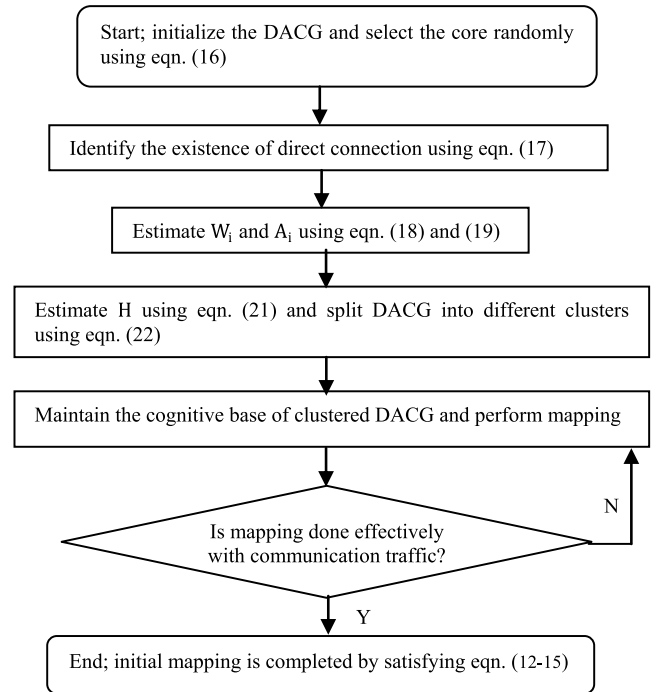 Start; initialize the DACG and select the core randomly
using eqn. (16)
Identify the existence of direct connection using eqn. (17)
Estimate Wi and Ai using eqn. (18) and (19)
Estimate H using eqn. (21) and split DACG into different clusters
using eqn. (22)
Maintain the cognitive base of clustered DACG and perform mapping
N
Is mapping done effectively
with communication traffic?
Y
End; initial mapping is completed by satisfying eqn. (12-15)